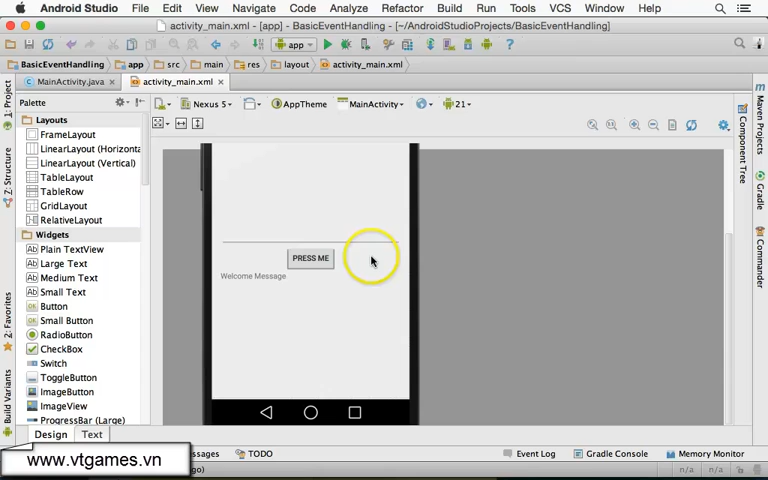 Android Studio File Edit View Navigate Code Analyze Refactor Build Run Tools VCS Window Help
activity_main.xml - [app] - BasicEventHandling - [~/AndroidStudioProjects/BasicEventHandling]
app
BasicEventHandling app src main res layout activity_main.xml
MainActivity.java activity_main.xml
Palette Nexus 5 AppTheme MainActivity 21
Layouts
FrameLayout
LinearLayout (Horizonta
LinearLayout (Vertical)
TableLayout
TableRow
GridLayout
RelativeLayout
Widgets
Plain TextView
Large Text
Medium Text
Small Text
Button
Small Button
RadioButton
CheckBox
Switch
ToggleButton
ImageButton
ImageView
ProgressBar (Large)
PRESS ME
Welcome Message
1: Project
7: Structure
2: Favorites
Build Variants
Component Tree
Maven Projects
Gradle
Commander
Design Text
www.vtgames.vn
ssages TODO Event Log Gradle Console Memory Monitor
go) n/a n/a